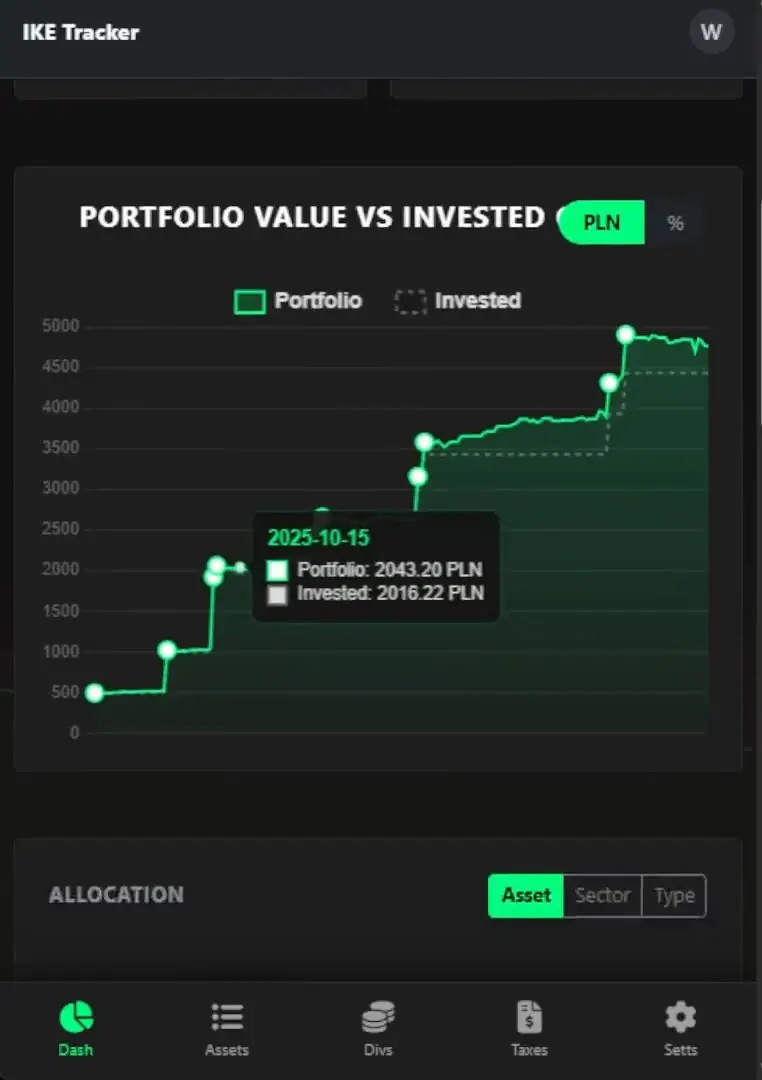 IKE Tracker
W
PORTFOLIO VALUE VS INVESTED
PLN
%
Portfolio
Invested
5000
4500
4000
3500
3000
2500
2000
1500
1000
500
0
2025-10-15
Portfolio: 2043.20 PLN
Invested: 2016.22 PLN
ALLOCATION
Asset
Sector
Type
Dash
Assets
Divs
Taxes
Setts